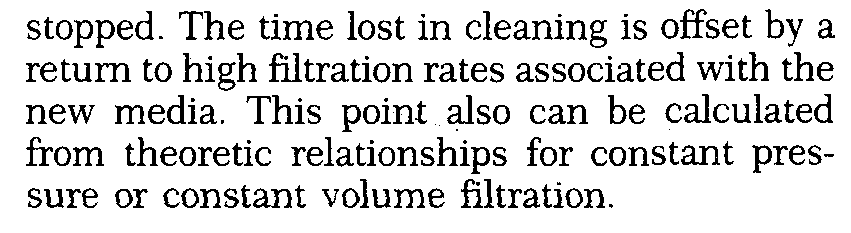 stopped. The time lost in cleaning is offset by a
return to high filtration rates associated with the
new media. This point also can be calculated
from theoretic relationships for constant pres-
sure or constant volume filtration.